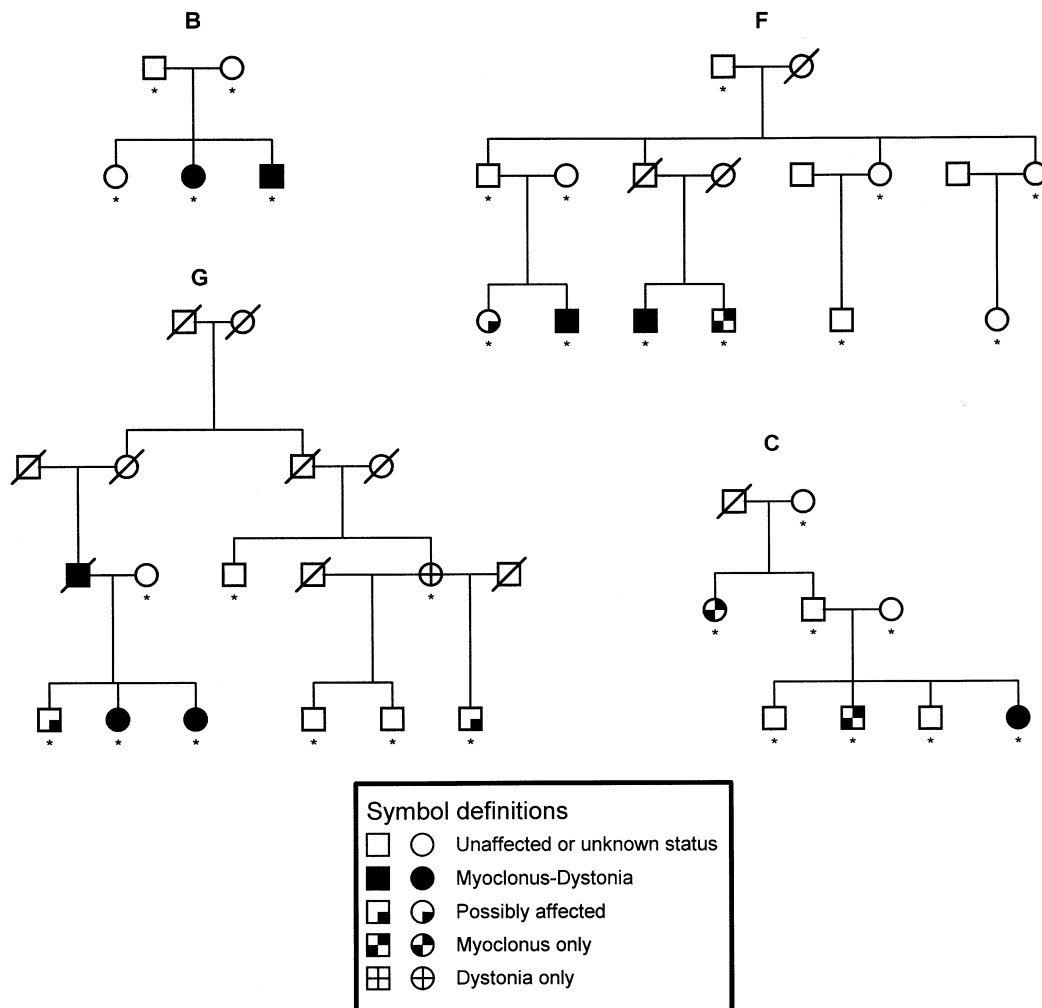 B
F
* *
*
* * *
* * * *
G
* * * * * *
C
*
* * *
* * *
* * * * * *
* * * *
Symbol definitions
Unaffected or unknown status
Myoclonus-Dystonia
Possibly affected
Myoclonus only
Dystonia only